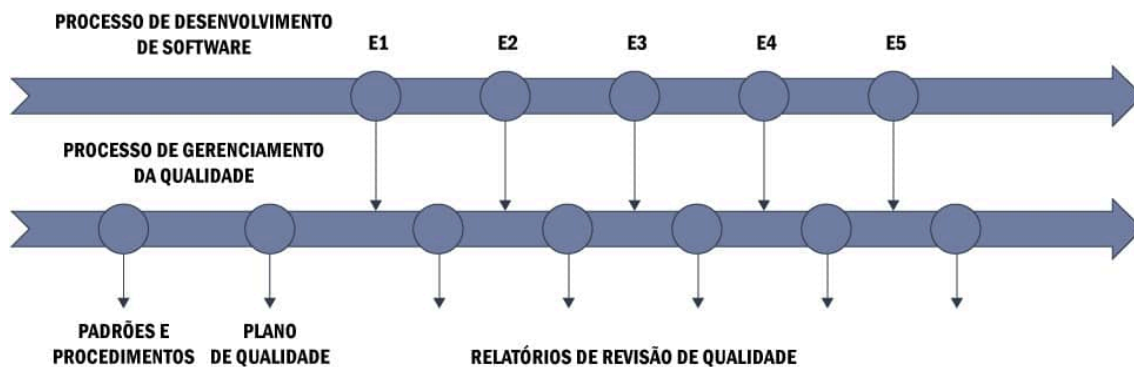 PROCESSO DE DESENVOLVIMENTO
DE SOFTWARE
E1
E2
E3
E4
E5
PROCESSO DE GERENCIAMENTO
DA QUALIDADE
PADRÕES E
PROCEDIMENTOS
PLANO
DE QUALIDADE
RELATÓRIOS DE REVISÃO DE QUALIDADE